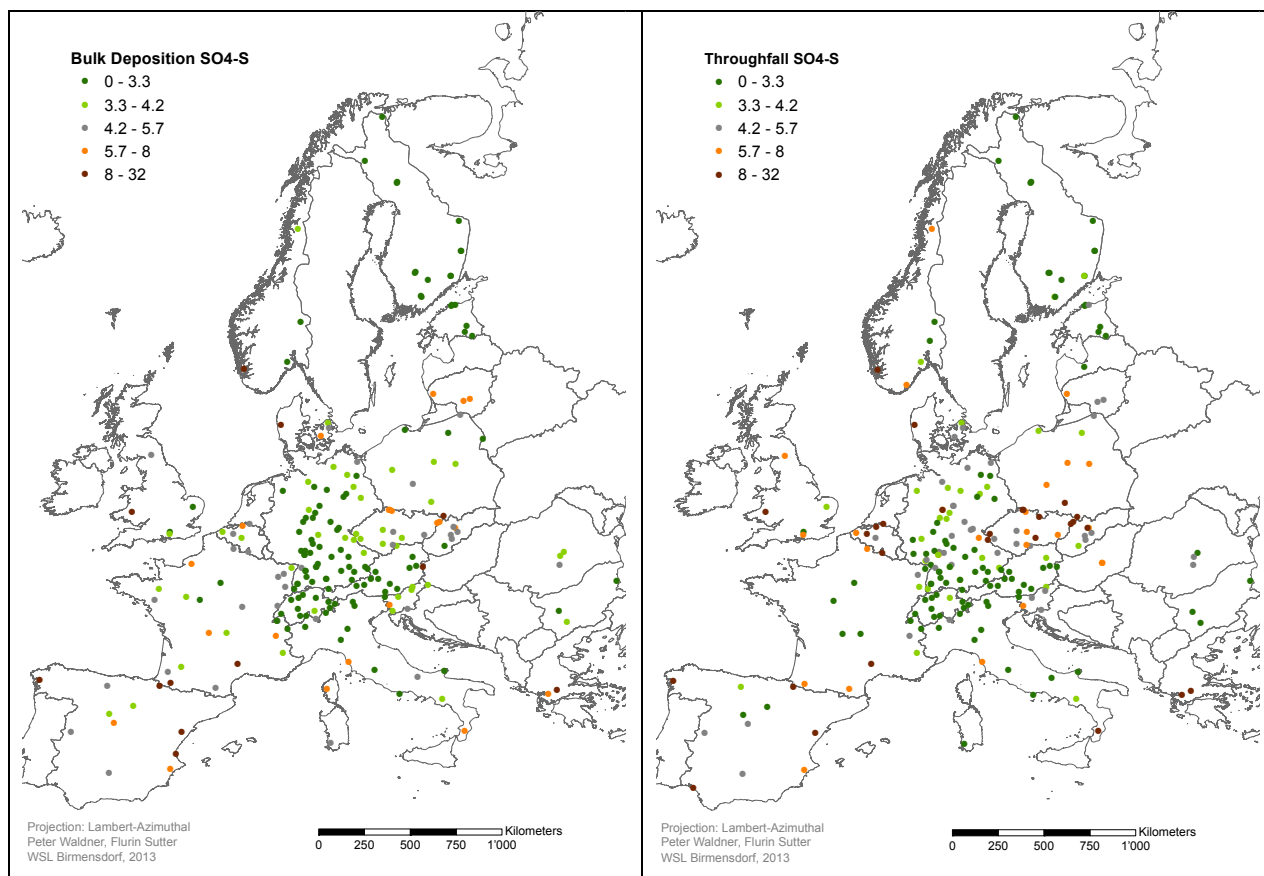 Bulk Deposition SO4-S
0 - 3.3
3.3 - 4.2
4.2 - 5.7
5.7 - 8
8 - 32
Projection: Lambert-Azimuthal
Peter Waldner, Flurin Sutter
WSL Birmensdorf, 2013
Kilometers
0 250 500 750 1'000
Throughfall SO4-S
0 - 3.3
3.3 - 4.2
4.2 - 5.7
5.7 - 8
8 - 32
Projection: Lambert-Azimuthal
Peter Waldner, Flurin Sutter
WSL Birmensdorf, 2013
Kilometers
0 250 500 750 1'000